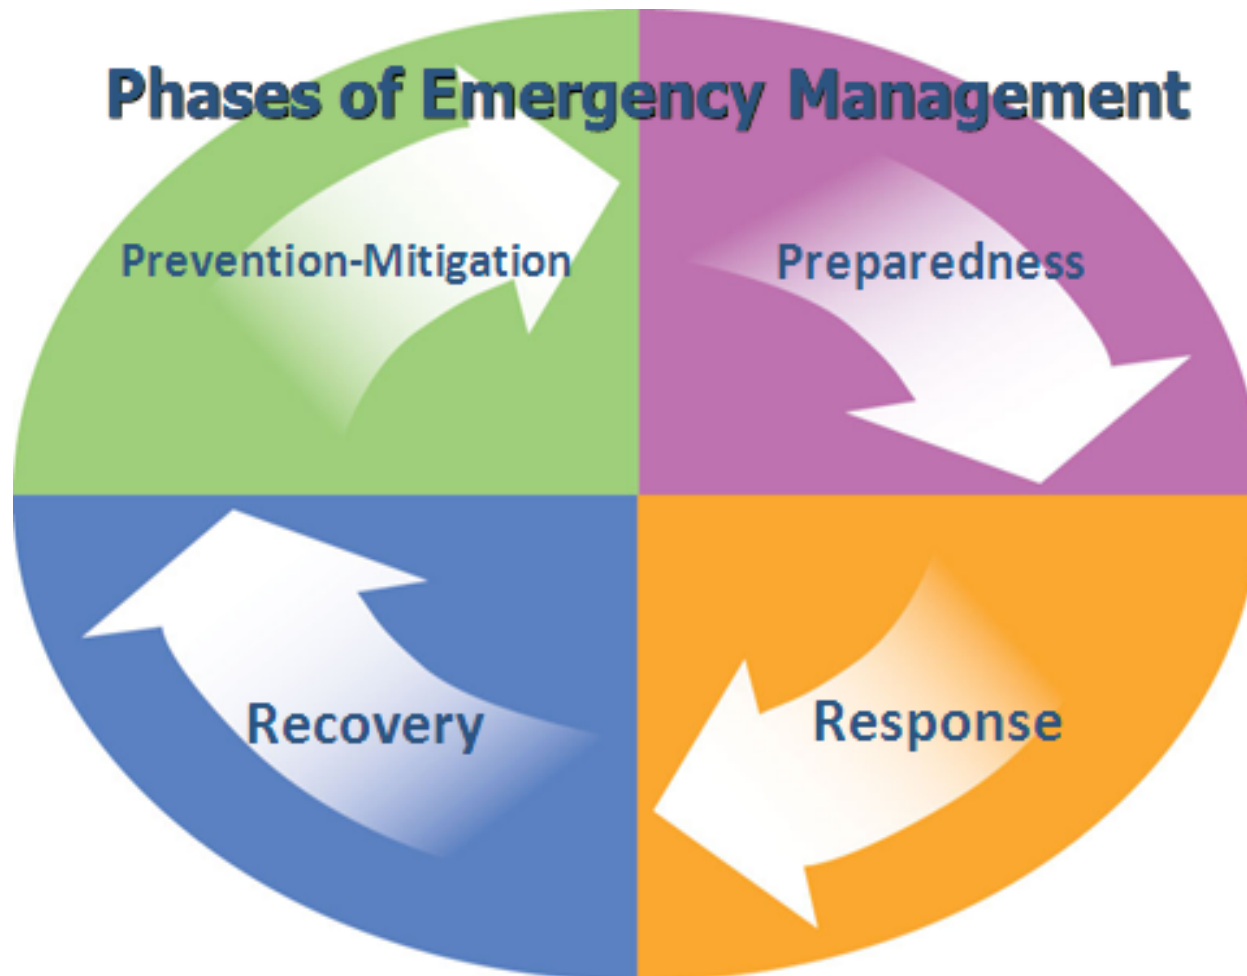 Phases of Emergency Management
Prevention-Mitigation
Preparedness
Recovery
Response